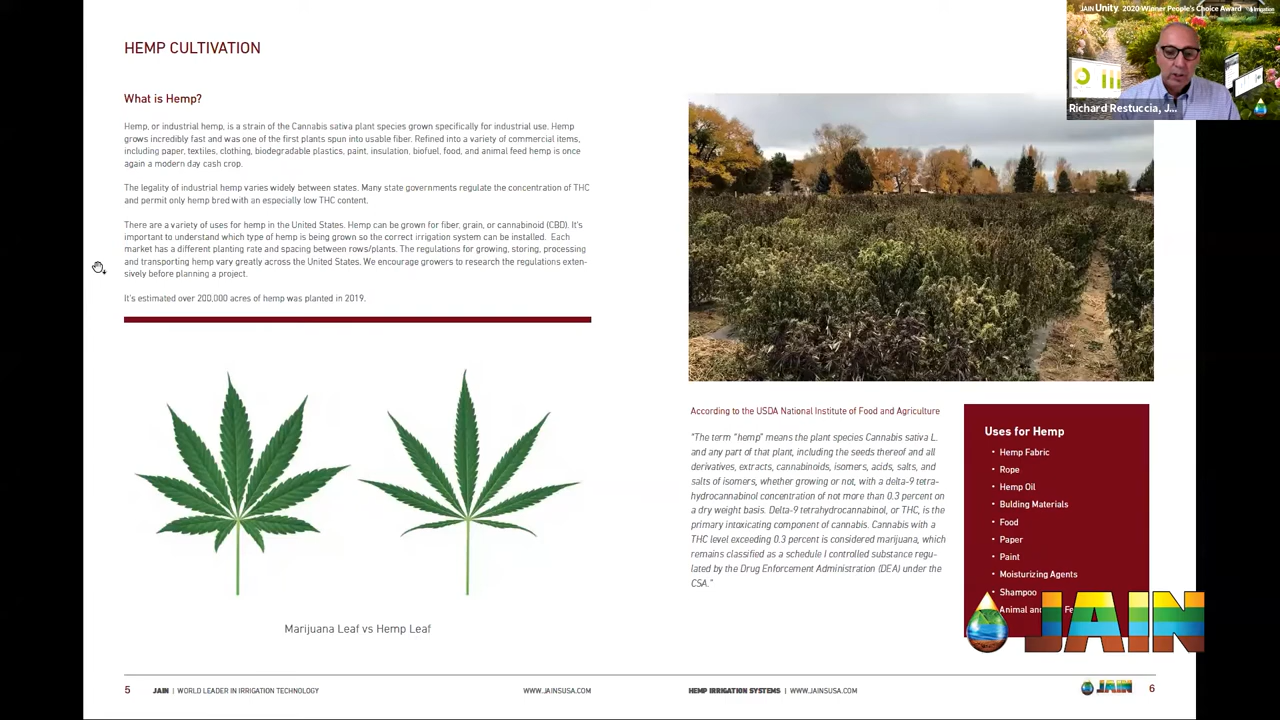 JAIN Unity 2020 Winner People's Choice Award
Richard Restuccia, J...
HEMP CULTIVATION
What is Hemp?
Hemp, or industrial hemp, is a strain of the Cannabis sativa plant species grown specifically for industrial use. Hemp
grows incredibly fast and was one of the first plants spun into usable fiber. Refined into a variety of commercial items,
including paper, textiles, clothing, biodegradable plastics, paint, insulation, biofuel, food, and animal feed hemp is once
again a modern day cash crop.
The legality of industrial hemp varies widely between states. Many state governments regulate the concentration of THC
and permit only hemp bred with an especially low THC content.
There are a variety of uses for hemp in the United States. Hemp can be grown for fiber, grain, or cannabinoid (CBD). It's
important to understand which type of hemp is being grown so the correct irrigation system can be installed. Each
market has a different planting rate and spacing between rows/plants. The regulations for growing, storing, processing
and transporting hemp vary greatly across the United States. We encourage growers to research the regulations exten-
sively before planning a project.
It's estimated over 200,000 acres of hemp was planted in 2019.
Marijuana Leaf vs Hemp Leaf
5 JAIN | WORLD LEADER IN IRRIGATION TECHNOLOGY WWW.JAINSUSA.COM
According to the USDA National Institute of Food and Agriculture
"The term "hemp" means the plant species Cannabis sativa L.
and any part of that plant, including the seeds thereof and all
derivatives, extracts, cannabinoids, isomers, acids, salts, and
salts of isomers, whether growing or not, with a delta-9 tetra-
hydrocannabinol concentration of not more than 0.3 percent on
a dry weight basis. Delta-9 tetrahydrocannabinol, or THC, is the
primary intoxicating component of cannabis. Cannabis with a
THC level exceeding 0.3 percent is considered marijuana, which
remains classified as a schedule I controlled substance regu-
lated by the Drug Enforcement Administration (DEA) under the
CSA."
Uses for Hemp
• Hemp Fabric
• Rope
• Hemp Oil
• Bulding Materials
• Food
• Paper
• Paint
• Moisturizing Agents
• Shampoo
Animal and
JAIN
HEMP IRRIGATION SYSTEMS | WWW.JAINSUSA.COM JAIN 6